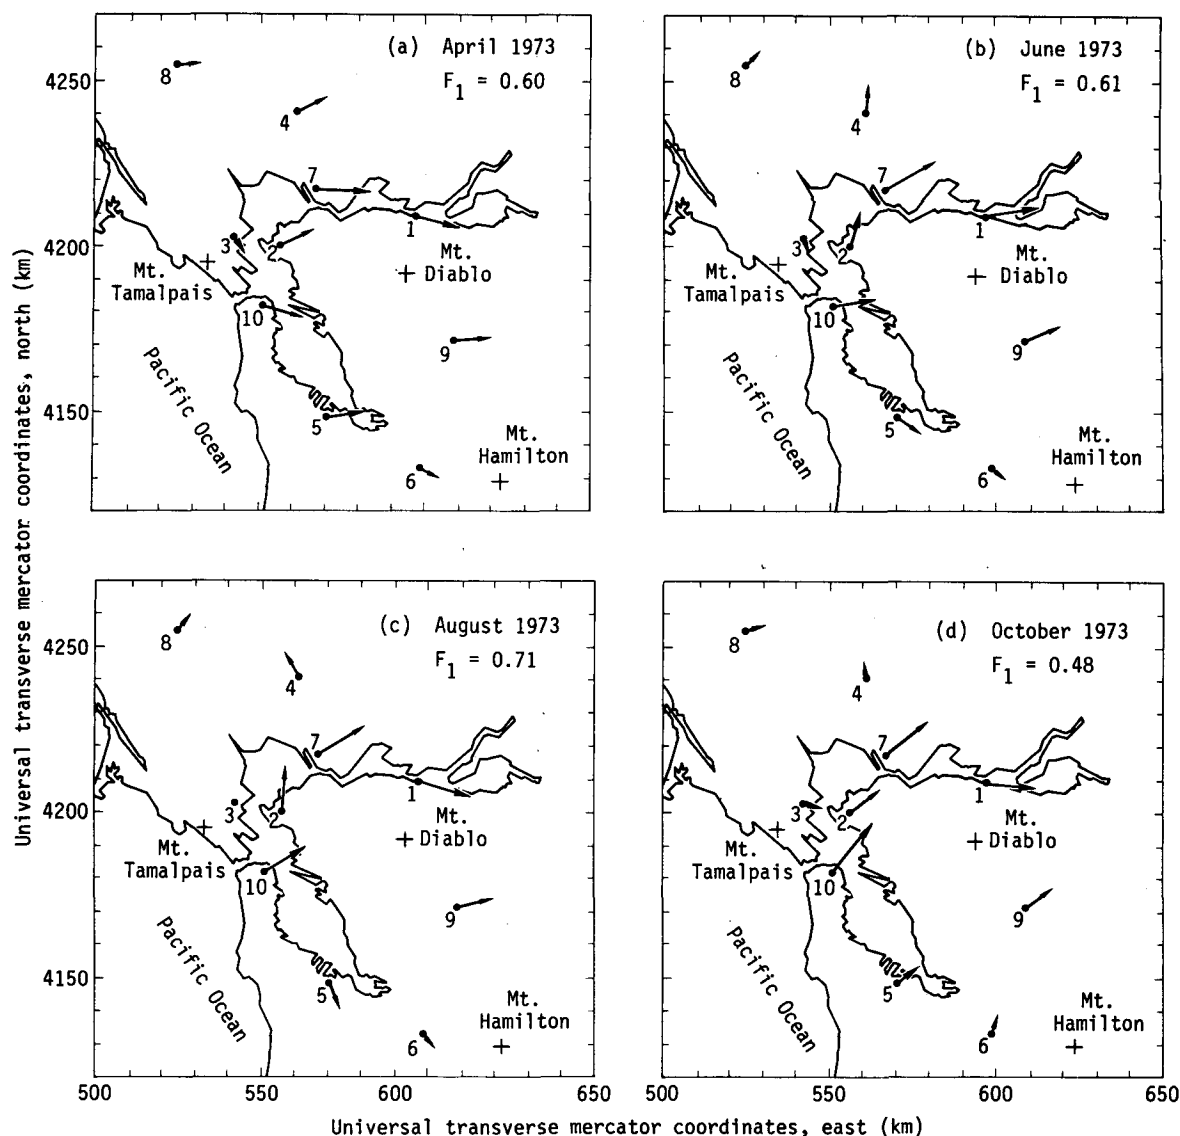 (a) April 1973
F1 = 0.60
8
4
7
1
3
2
Mt.
Tamalpais
Mt.
Diablo
10
9
5
6
Pacific Ocean
Mt.
Hamilton
4250
4200
4150
(b) June 1973
F1 = 0.61
8
4
7
1
3
2
Mt.
Tamalpais
Mt.
Diablo
10
9
5
6
Pacific Ocean
Mt.
Hamilton
Universal transverse mercator coordinates, north (km)
(c) August 1973
F1 = 0.71
8
4
7
1
3
2
Mt.
Tamalpais
Mt.
Diablo
10
9
5
6
Pacific Ocean
Mt.
Hamilton
4250
4200
4150
500 550 600 650
(d) October 1973
F1 = 0.48
8
4
7
1
3
2
Mt.
Tamalpais
Mt.
Diablo
10
9
5
6
Pacific Ocean
Mt.
Hamilton
500 550 600 650
Universal transverse mercator coordinates, east (km)